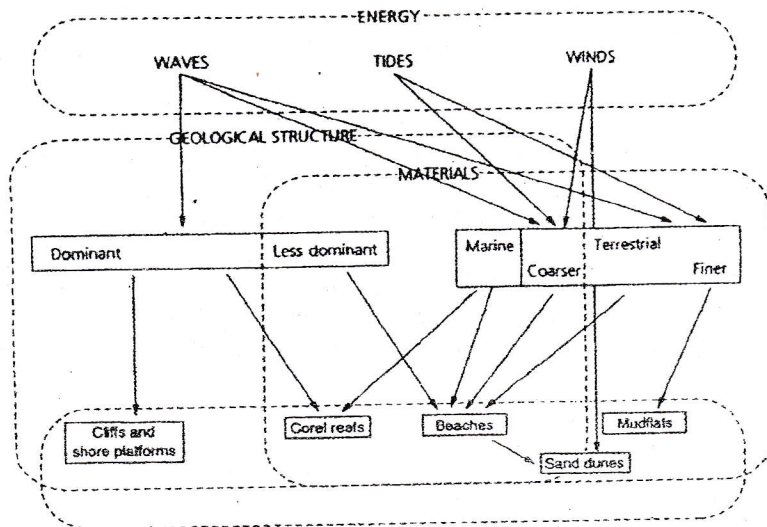 ENERGY
WAVES TIDES WINDS
GEOLOGICAL STRUCTURE
MATERIALS
Dominant Less dominant Marine Terrestrial
Coarser Finer
Cliffs and
shore platforms
Corel reefs Beaches Mudflats
Sand dunes